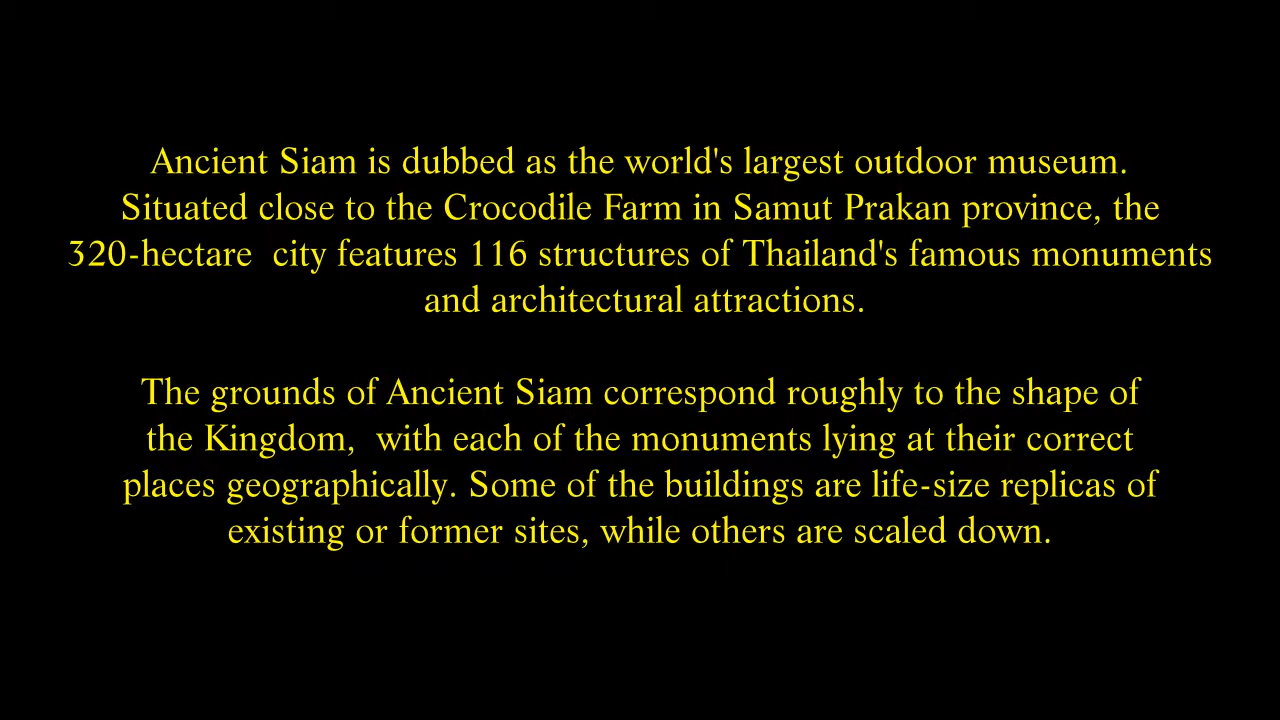 Ancient Siam is dubbed as the world's largest outdoor museum.
Situated close to the Crocodile Farm in Samut Prakan province, the
320-hectare  city features 116 structures of Thailand's famous monuments
and architectural attractions.
The grounds of Ancient Siam correspond roughly to the shape of
the Kingdom,  with each of the monuments lying at their correct
places geographically. Some of the buildings are life-size replicas of
existing or former sites, while others are scaled down.